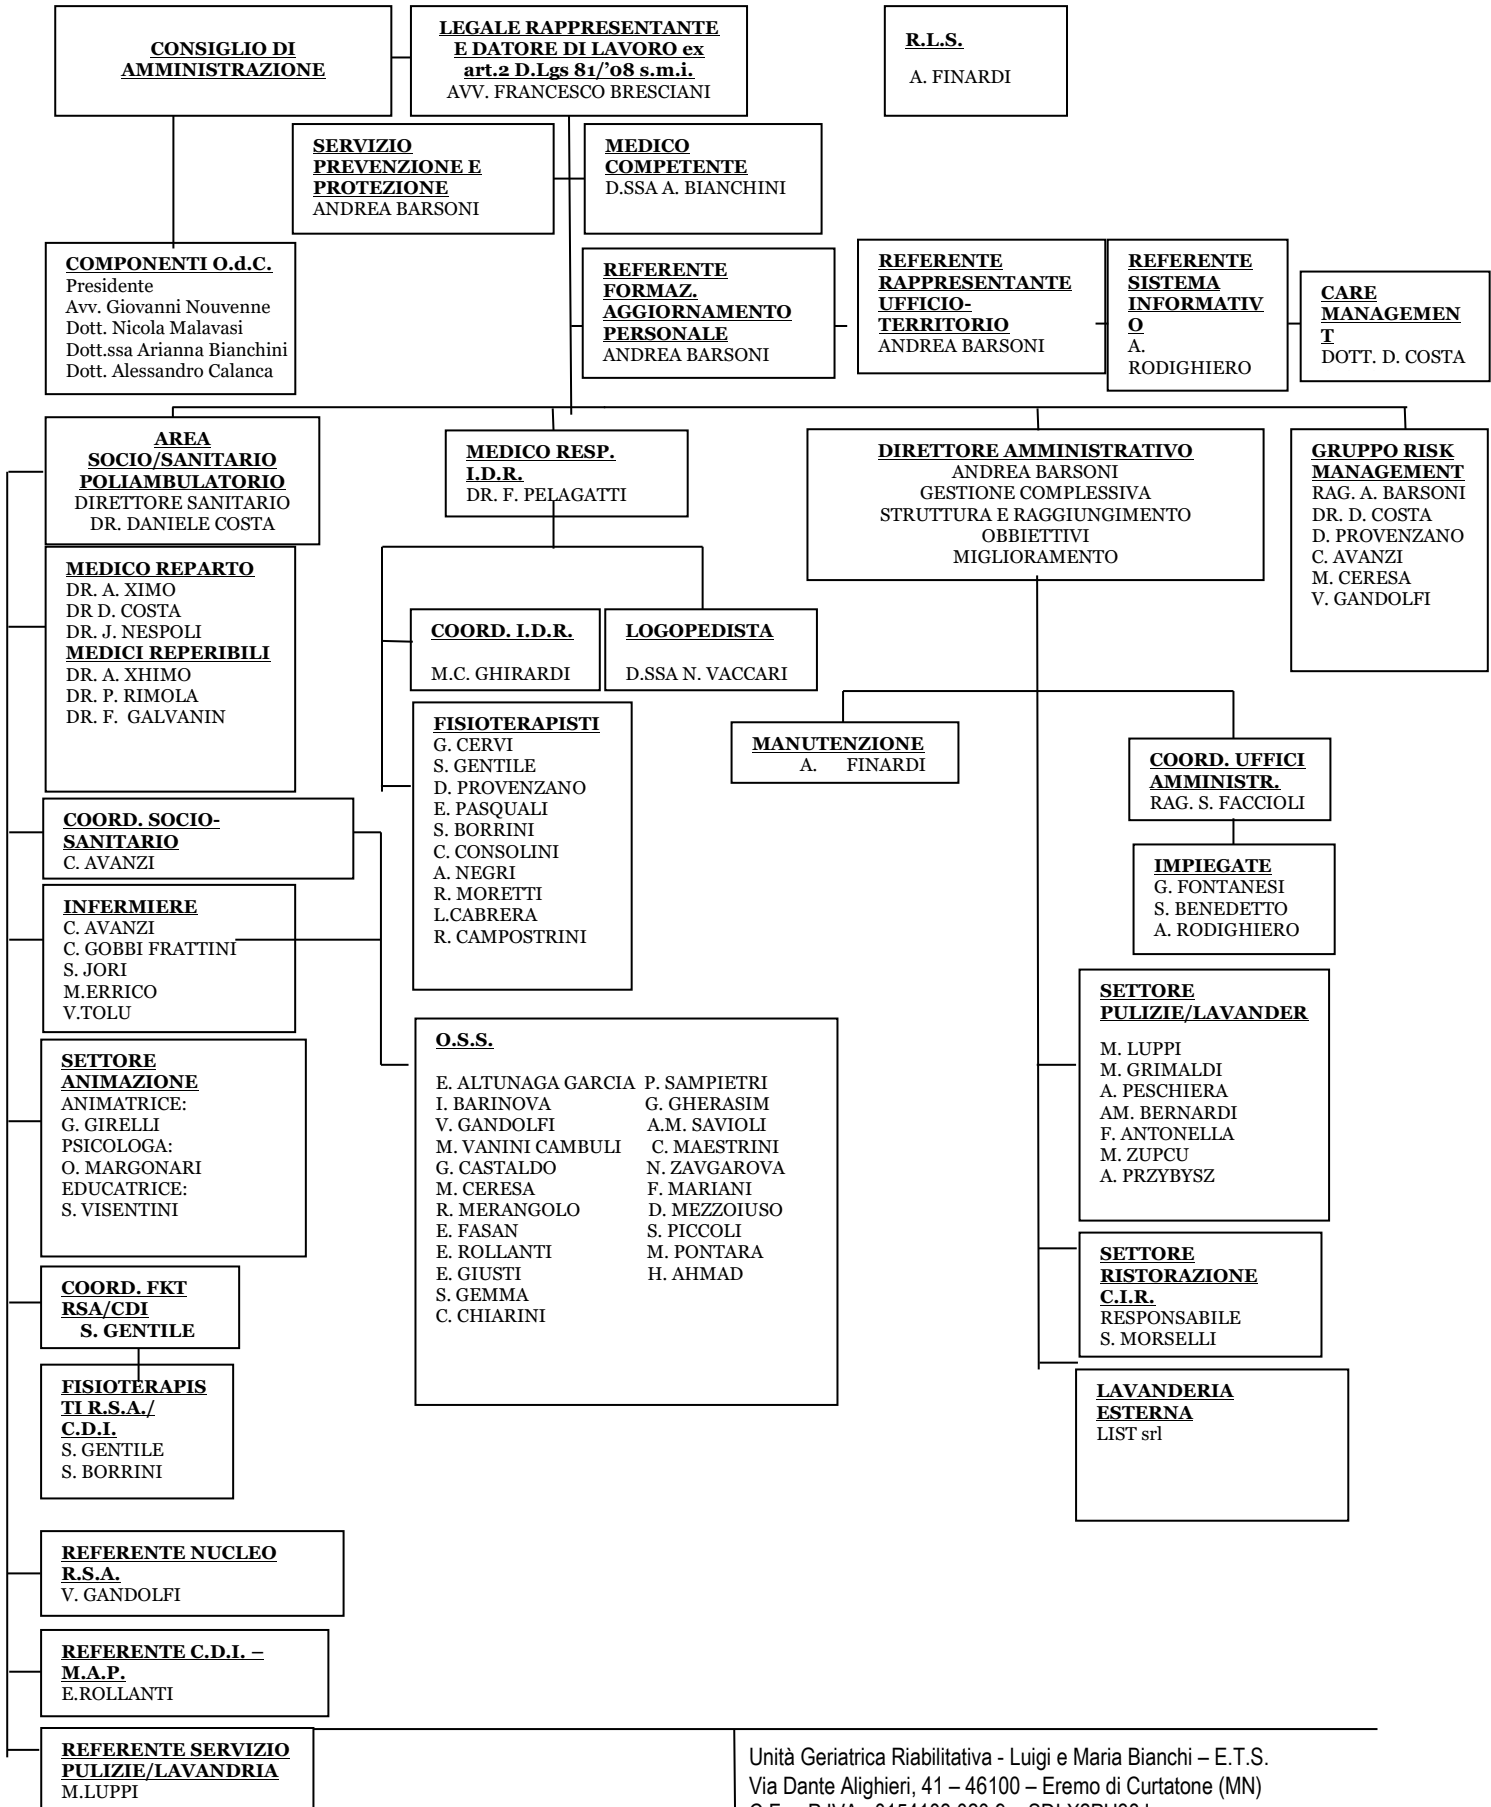 CONSIGLIO DI
AMMINISTRAZIONE
LEGALE RAPPRESENTANTE
E DATORE DI LAVORO ex
art.2 D.Lgs 81/’08 s.m.i.
AVV. FRANCESCO BRESCIANI
R.L.S.
A. FINARDI
SERVIZIO
PREVENZIONE E
PROTEZIONE
ANDREA BARSONI
MEDICO
COMPETENTE
D.SSA A. BIANCHINI
COMPONENTI O.d.C.
Presidente
Avv. Giovanni Nouvenne
Dott. Nicola Malavasi
Dott.ssa Arianna Bianchini
Dott. Alessandro Calanca
REFERENTE
FORMAZ.
AGGIORNAMENTO
PERSONALE
ANDREA BARSONI
REFERENTE
RAPPRESENTANTE
UFFICIO-
TERRITORIO
ANDREA BARSONI
REFERENTE
SISTEMA
INFORMATIV
O
A.
RODIGHIERO
CARE
MANAGEMEN
T
DOTT. D. COSTA
AREA
SOCIO/SANITARIO
POLIAMBULATORIO
DIRETTORE SANITARIO
DR. DANIELE COSTA
MEDICO RESP.
I.D.R.
DR. F. PELAGATTI
DIRETTORE AMMINISTRATIVO
ANDREA BARSONI
GESTIONE COMPLESSIVA
STRUTTURA E RAGGIUNGIMENTO
OBBIETTIVI
MIGLIORAMENTO
GRUPPO RISK
MANAGEMENT
RAG. A. BARSONI
DR. D. COSTA
D. PROVENZANO
C. AVANZI
M. CERESA
V. GANDOLFI
MEDICO REPARTO
DR. A. XIMO
DR D. COSTA
DR. J. NESPOLI
MEDICI REPERIBILI
DR. A. XHIMO
DR. P. RIMOLA
DR. F. GALVANIN
COORD. I.D.R.
M.C. GHIRARDI
LOGOPEDISTA
D.SSA N. VACCARI
FISIOTERAPISTI
G. CERVI
S. GENTILE
D. PROVENZANO
E. PASQUALI
S. BORRINI
C. CONSOLINI
A. NEGRI
R. MORETTI
L.CABRERA
R. CAMPOSTRINI
MANUTENZIONE
A. FINARDI
COORD. UFFICI
AMMINISTR.
RAG. S. FACCIOLI
IMPIEGATE
G. FONTANESI
S. BENEDETTO
A. RODIGHIERO
COORD. SOCIO-
SANITARIO
C. AVANZI
INFERMIERE
C. AVANZI
C. GOBBI FRATTINI
S. JORI
M.ERRICO
V.TOLU
SETTORE
ANIMAZIONE
ANIMATRICE:
G. GIRELLI
PSICOLOGA:
O. MARGONARI
EDUCATRICE:
S. VISENTINI
O.S.S.
E. ALTUNAGA GARCIA P. SAMPIETRI
I. BARINOVA G. GHERASIM
V. GANDOLFI A.M. SAVIOLI
M. VANINI CAMBULI C. MAESTRINI
G. CASTALDO N. ZAVGAROVA
M. CERESA F. MARIANI
R. MERANGOLO D. MEZZOIUSO
E. FASAN S. PICCOLI
E. ROLLANTI M. PONTARA
E. GIUSTI H. AHMAD
S. GEMMA
C. CHIARINI
SETTORE
PULIZIE/LAVANDER
M. LUPPI
M. GRIMALDI
A. PESCHIERA
AM. BERNARDI
F. ANTONELLA
M. ZUPCU
A. PRZYBYSZ
SETTORE
RISTORAZIONE
C.I.R.
RESPONSABILE
S. MORSELLI
LAVANDERIA
ESTERNA
LIST srl
COORD. FKT
RSA/CDI
S. GENTILE
FISIOTERAPIS
TI R.S.A./
C.D.I.
S. GENTILE
S. BORRINI
REFERENTE NUCLEO
R.S.A.
V. GANDOLFI
REFERENTE C.D.I. –
M.A.P.
E.ROLLANTI
REFERENTE SERVIZIO
PULIZIE/LAVANDRIA
M.LUPPI
Unità Geriatrica Riabilitativa - Luigi e Maria Bianchi – E.T.S.
Via Dante Alighieri, 41 – 46100 – Eremo di Curtatone (MN)